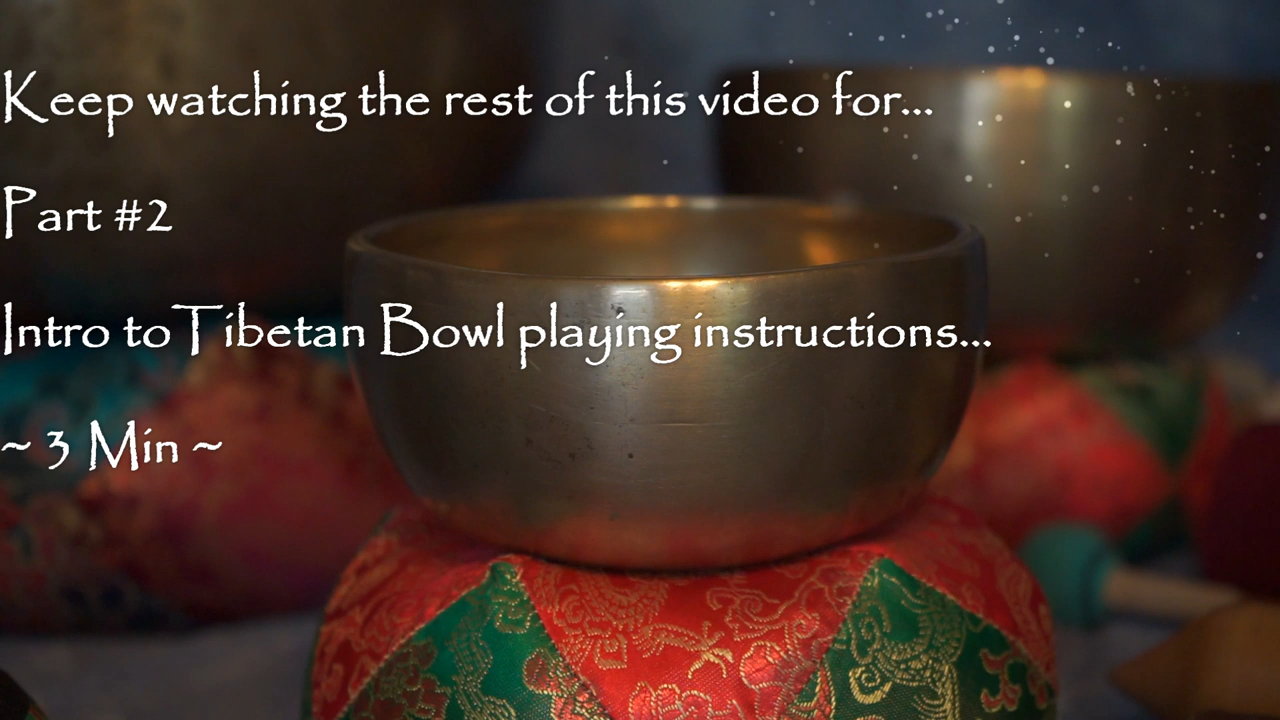 Keep watching the rest of this video for...
Part #2
Intro to Tibetan Bowl playing instructions...
~ 3 Min ~